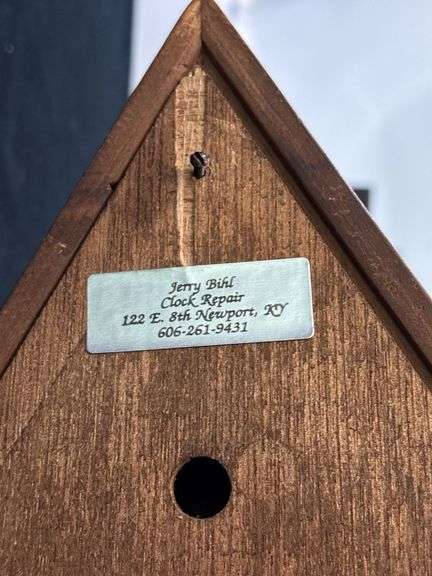 Jerry Bihl
Clock Repair
122 E. 8th Newport, KY
606-261-9431